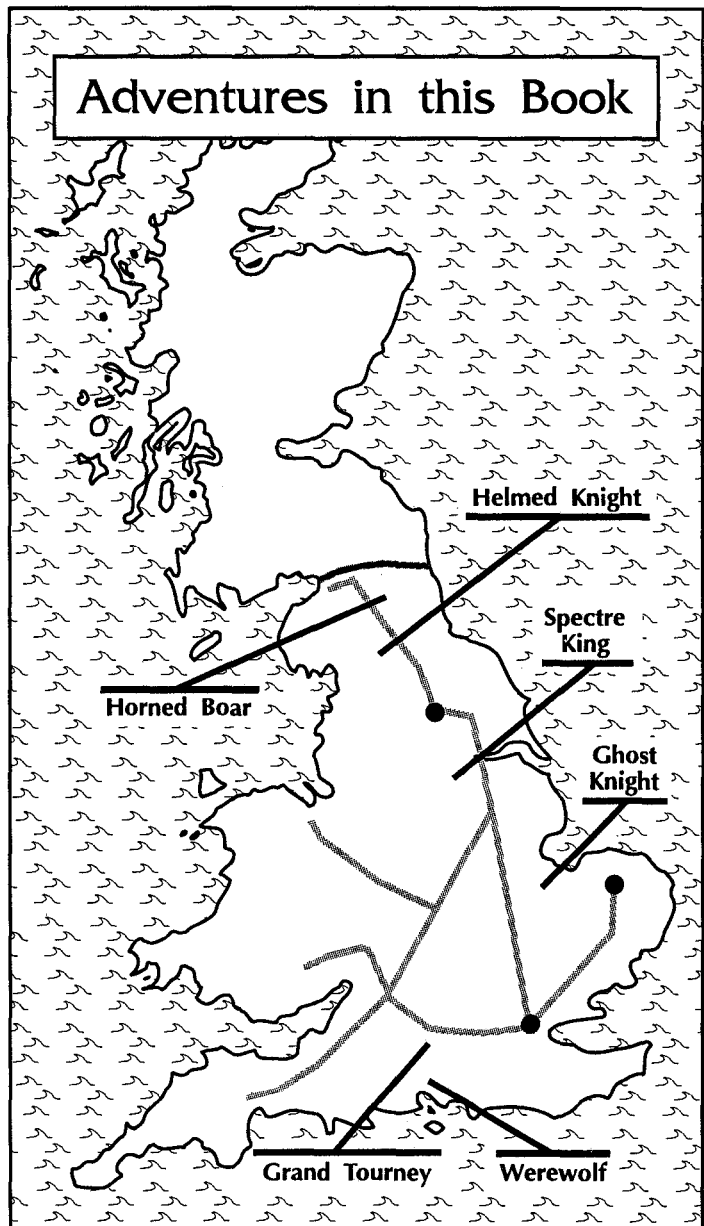 Adventures in this Book
Helmed Knight
Spectre
King
Ghost
Knight
Horned Boar
Grand Tourney
Werewolf